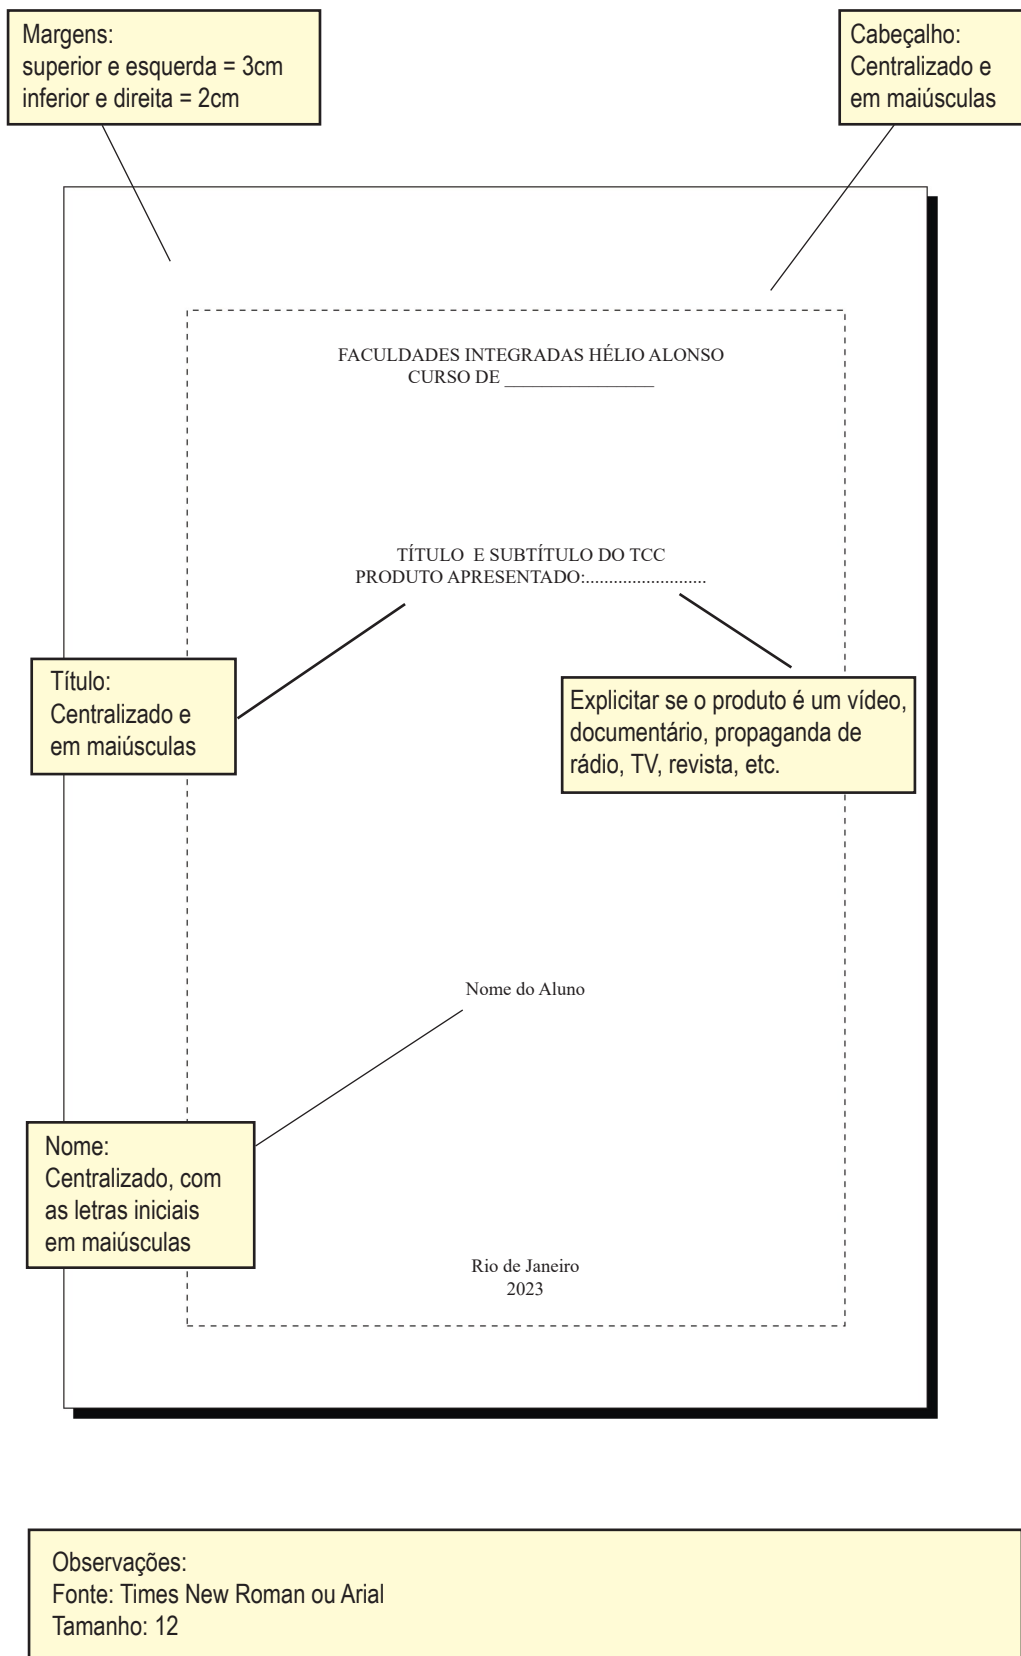 Margens:
superior e esquerda = 3cm
inferior e direita = 2cm
Cabeçalho:
Centralizado e
em maiúsculas
FACULDADES INTEGRADAS HÉLIO ALONSO
CURSO DE ________________
TÍTULO  E SUBTÍTULO DO TCC
PRODUTO APRESENTADO:..........................
Título:
Centralizado e
em maiúsculas
Explicitar se o produto é um vídeo,
documentário, propaganda de
rádio, TV, revista, etc.
Nome do Aluno
Nome:
Centralizado, com
as letras iniciais
em maiúsculas
Rio de Janeiro
2023
Observações:
Fonte: Times New Roman ou Arial
Tamanho: 12